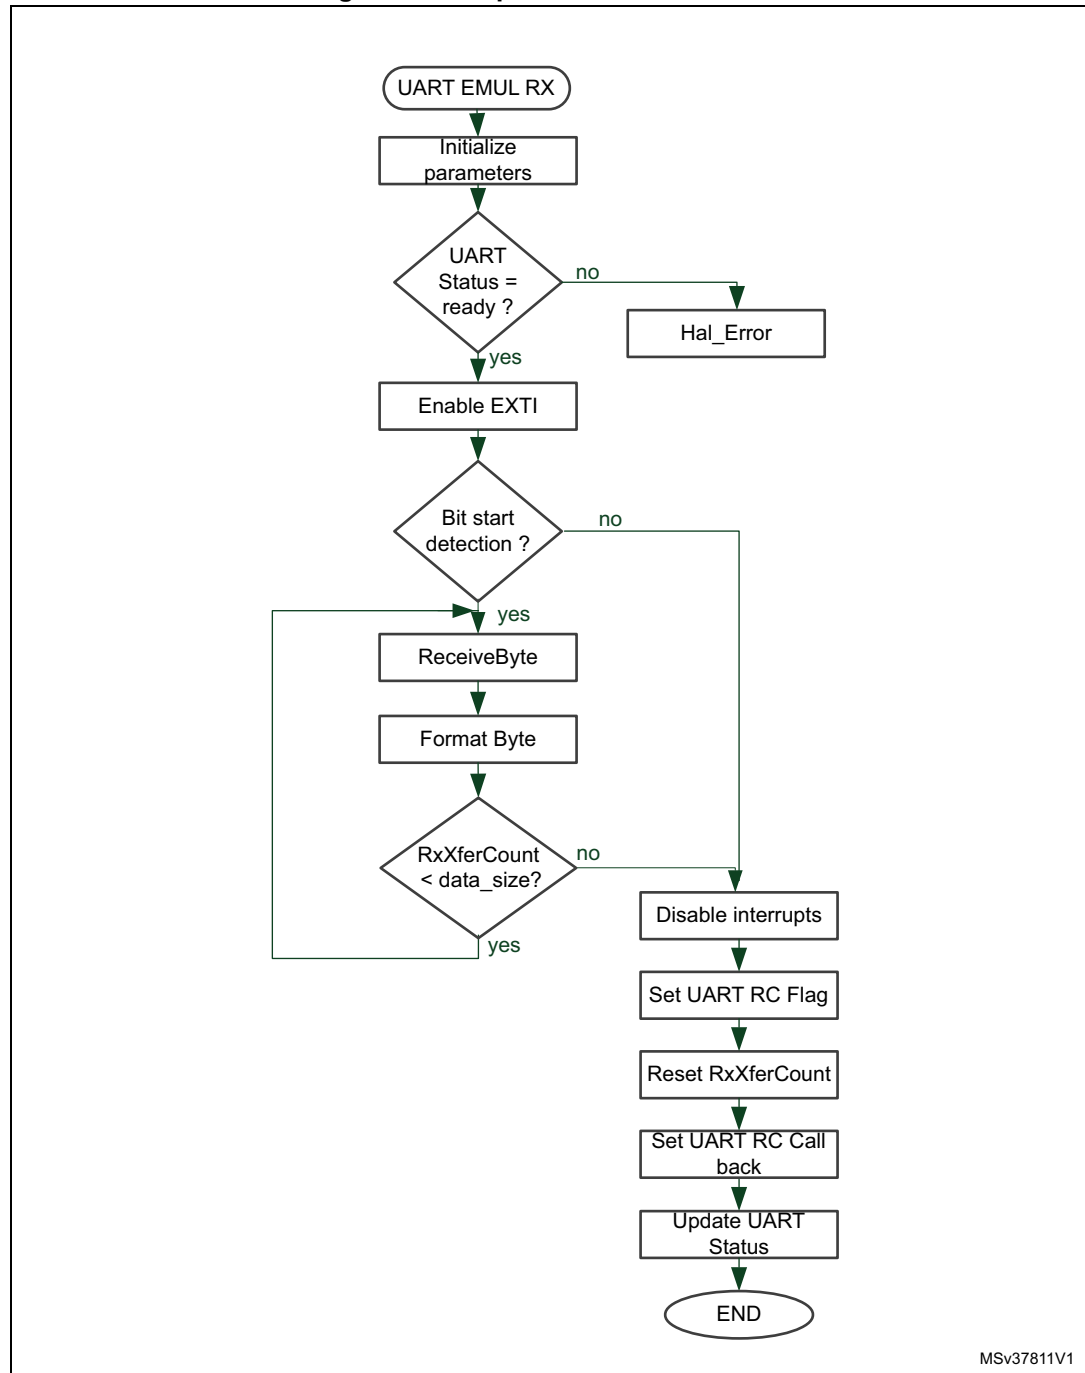 UART EMUL RX
Initialize
parameters
UART
Status =
ready ?
no
Hal_Error
yes
Enable EXTI
Bit start
detection ?
no
yes
ReceiveByte
Format Byte
RxXferCount
< data_size?
no
yes
Disable interrupts
Set UART RC Flag
Reset RxXferCount
Set UART RC Call
back
Update UART
Status
END
MSv37811V1